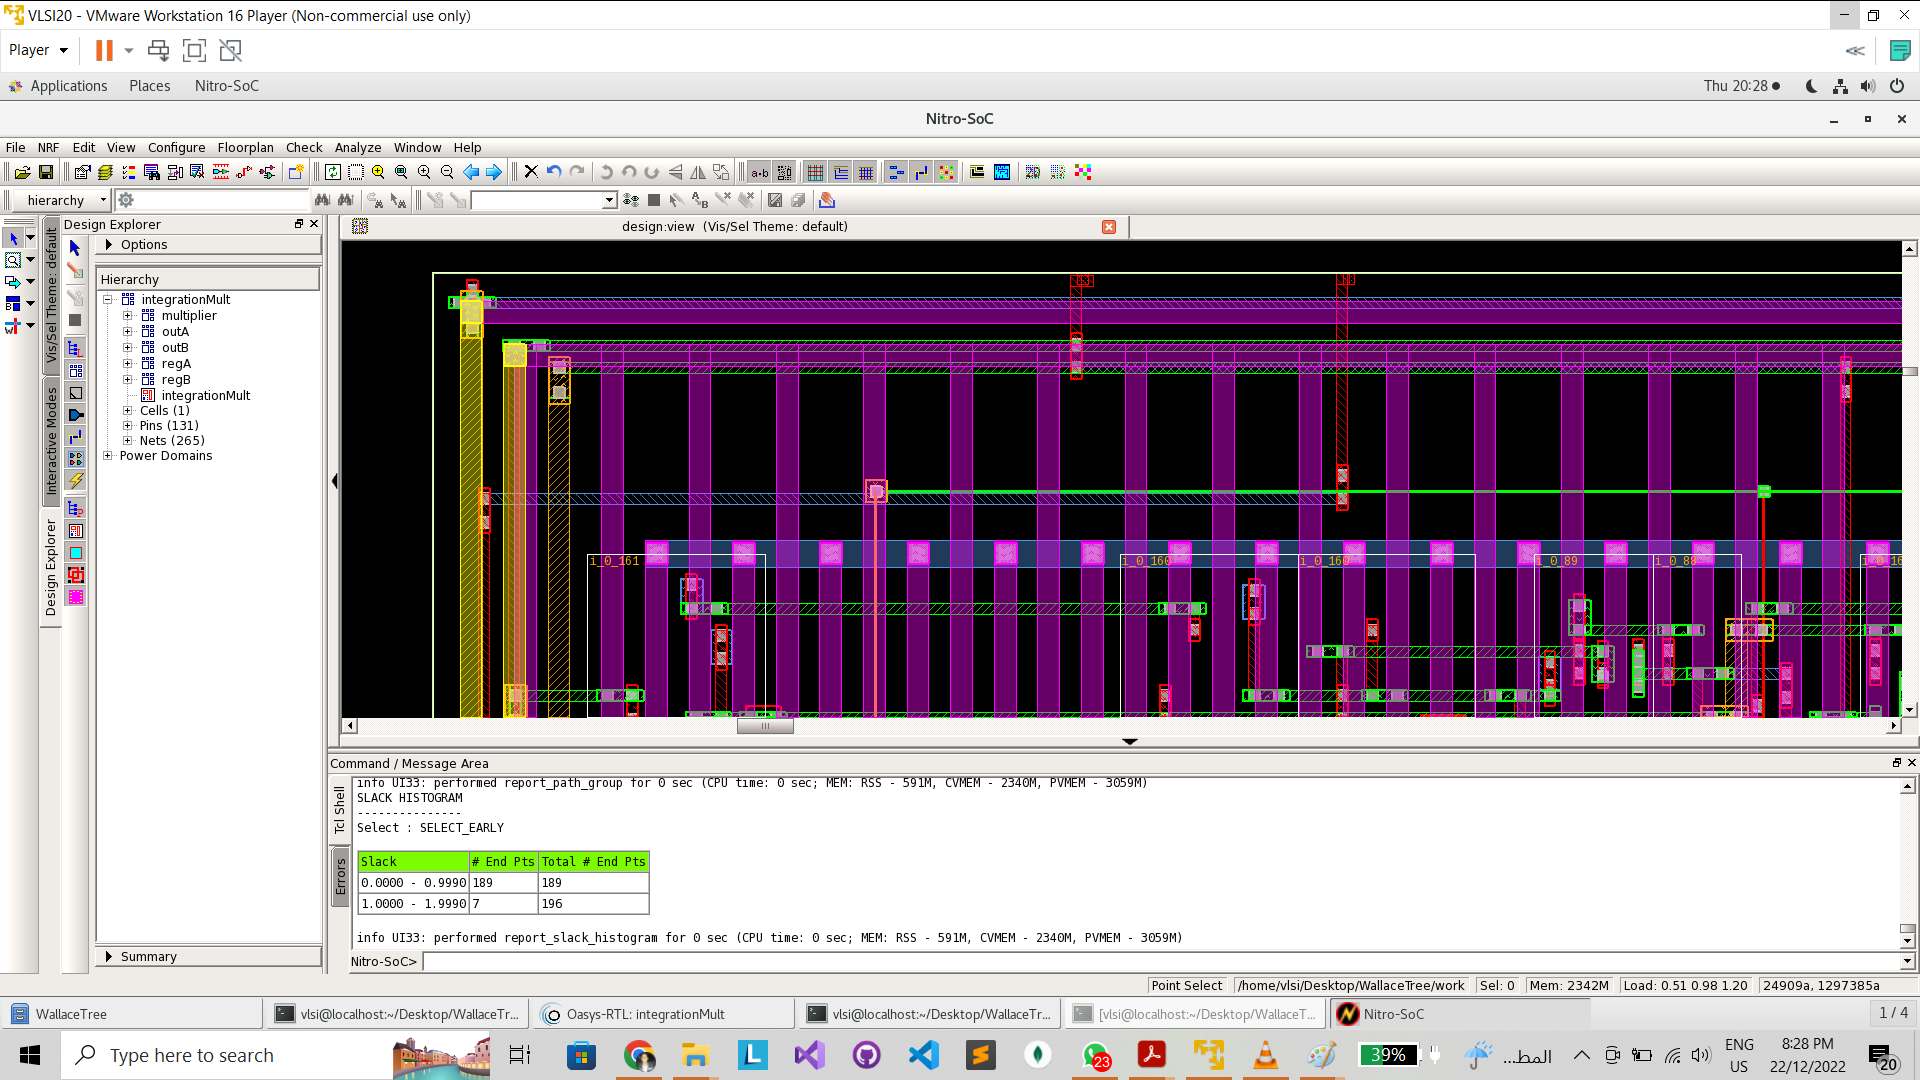 VLSI20 - VMware Workstation 16 Player (Non-commercial use only)
Player
Applications Places Nitro-SoC
Thu 20:28
Nitro-SoC
File NRF Edit View Configure Floorplan Check Analyze Window Help
hierarchy
Design Explorer
design:view (Vis/Sel Theme: default)
Options
Vis/Sel Theme: default
Interactive Modes
Design Explorer
Hierarchy
integrationMult
multiplier
outA
outB
regA
regB
integrationMult
Cells (1)
Pins (131)
Nets (265)
Power Domains
Summary
i_0_161
i_0_160
i_0_89
Command / Message Area
Tcl Shell
Errors
info UI33: performed report_path_group for 0 sec (CPU time: 0 sec; MEM: RSS - 591M, CVMEM - 2340M, PVMEM - 3059M)
SLACK HISTOGRAM
---------------
Select : SELECT_EARLY
Slack # End Pts Total # End Pts
0.0000 - 0.9990 189 189
1.0000 - 1.9990 7 196
info UI33: performed report_slack_histogram for 0 sec (CPU time: 0 sec; MEM: RSS - 591M, CVMEM - 2340M, PVMEM - 3059M)
Nitro-SoC>
Point Select /home/vlsi/Desktop/WallaceTree/work Sel: 0 Mem: 2342M Load: 0.51 0.98 1.20 24909a, 1297385a
WallaceTree
vlsi@localhost:~/Desktop/WallaceTr...
Oasys-RTL: integrationMult
vlsi@localhost:~/Desktop/WallaceTr...
[vlsi@localhost:~/Desktop/WallaceT...
Nitro-SoC
1 / 4
Type here to search
23
39%
المط...
ENG
US
8:28 PM
22/12/2022
20